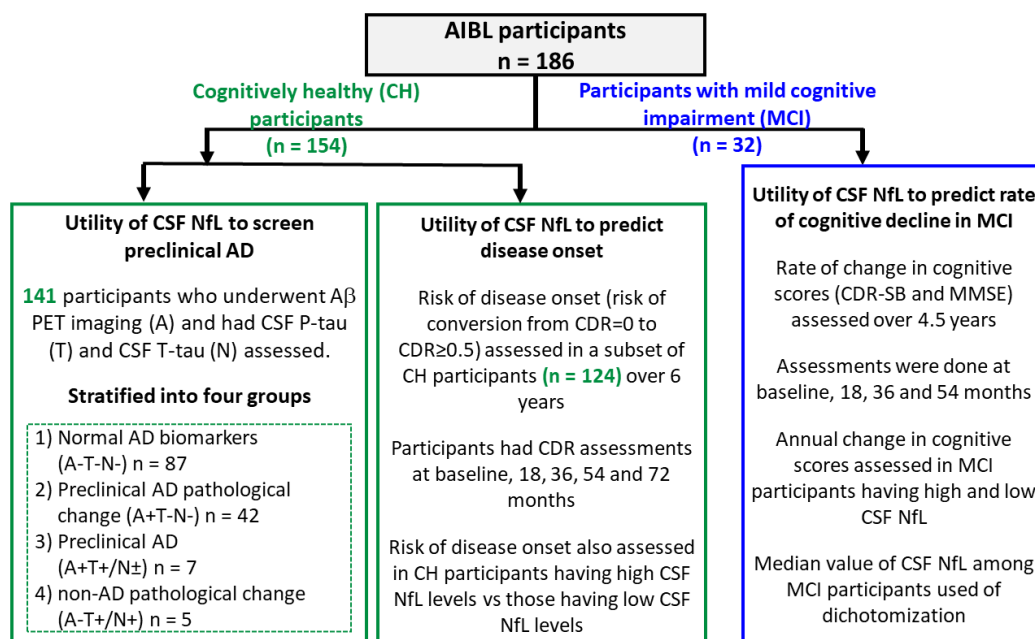 AIBL participants
n = 186
Cognitively healthy (CH)
participants
(n = 154)
Participants with mild cognitive
impairment (MCI)
(n = 32)
Utility of CSF NfL to screen
preclinical AD
141 participants who underwent Aβ
PET imaging (A) and had CSF P-tau
(T) and CSF T-tau (N) assessed.
Stratified into four groups
1) Normal AD biomarkers
(A-T-N-) n = 87
2) Preclinical AD pathological
change (A+T-N-) n = 42
3) Preclinical AD
(A+T+/N±) n = 7
4) non-AD pathological change
(A-T+/N+) n = 5
Utility of CSF NfL to predict
disease onset
Risk of disease onset (risk of
conversion from CDR=0 to
CDR≥0.5) assessed in a subset of
CH participants (n = 124) over 6
years
Participants had CDR assessments
at baseline, 18, 36, 54 and 72
months
Risk of disease onset also assessed
in CH participants having high CSF
NfL levels vs those having low CSF
NfL levels
Utility of CSF NfL to predict rate
of cognitive decline in MCI
Rate of change in cognitive
scores (CDR-SB and MMSE)
assessed over 4.5 years
Assessments were done at
baseline, 18, 36 and 54 months
Annual change in cognitive
scores assessed in MCI
participants having high and low
CSF NfL
Median value of CSF NfL among
MCI participants used of
dichotomization